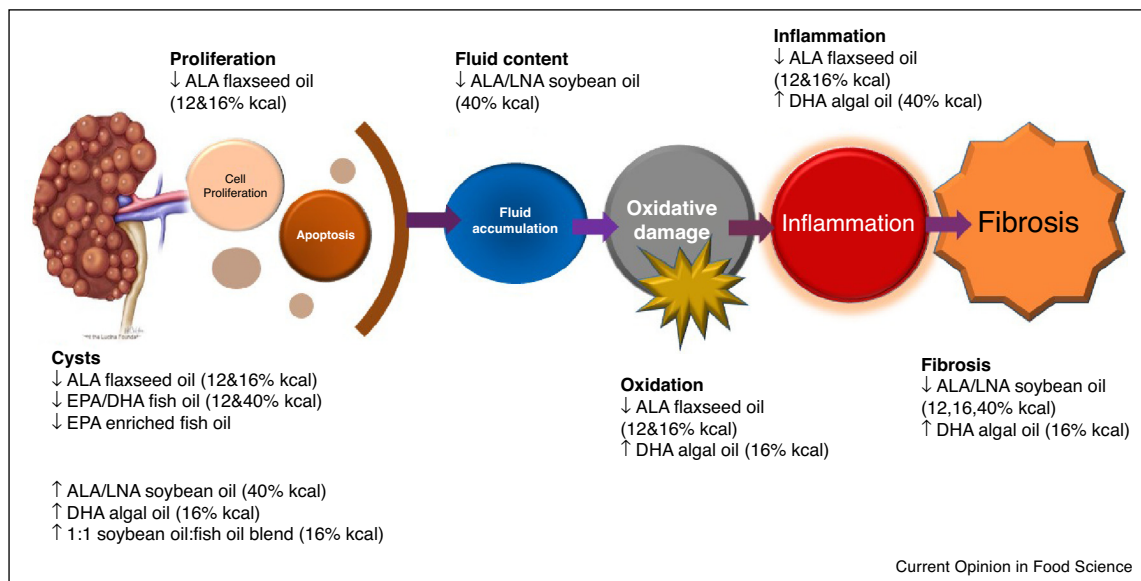 Proliferation
↓ ALA flaxseed oil
(12&16% kcal)
Fluid content
↓ ALA/LNA soybean oil
(40% kcal)
Inflammation
↓ ALA flaxseed oil
(12&16% kcal)
↑ DHA algal oil (40% kcal)
Cell
Proliferation
Apoptosis
Fluid
accumulation
Oxidative
damage
Inflammation
Fibrosis
Cysts
↓ ALA flaxseed oil (12&16% kcal)
↓ EPA/DHA fish oil (12&40% kcal)
↓ EPA enriched fish oil
↑ ALA/LNA soybean oil (40% kcal)
↑ DHA algal oil (16% kcal)
↑ 1:1 soybean oil:fish oil blend (16% kcal)
Oxidation
↓ ALA flaxseed oil
(12&16% kcal)
↑ DHA algal oil (16% kcal)
Fibrosis
↓ ALA/LNA soybean oil
(12,16,40% kcal)
↑ DHA algal oil (16% kcal)
Current Opinion in Food Science